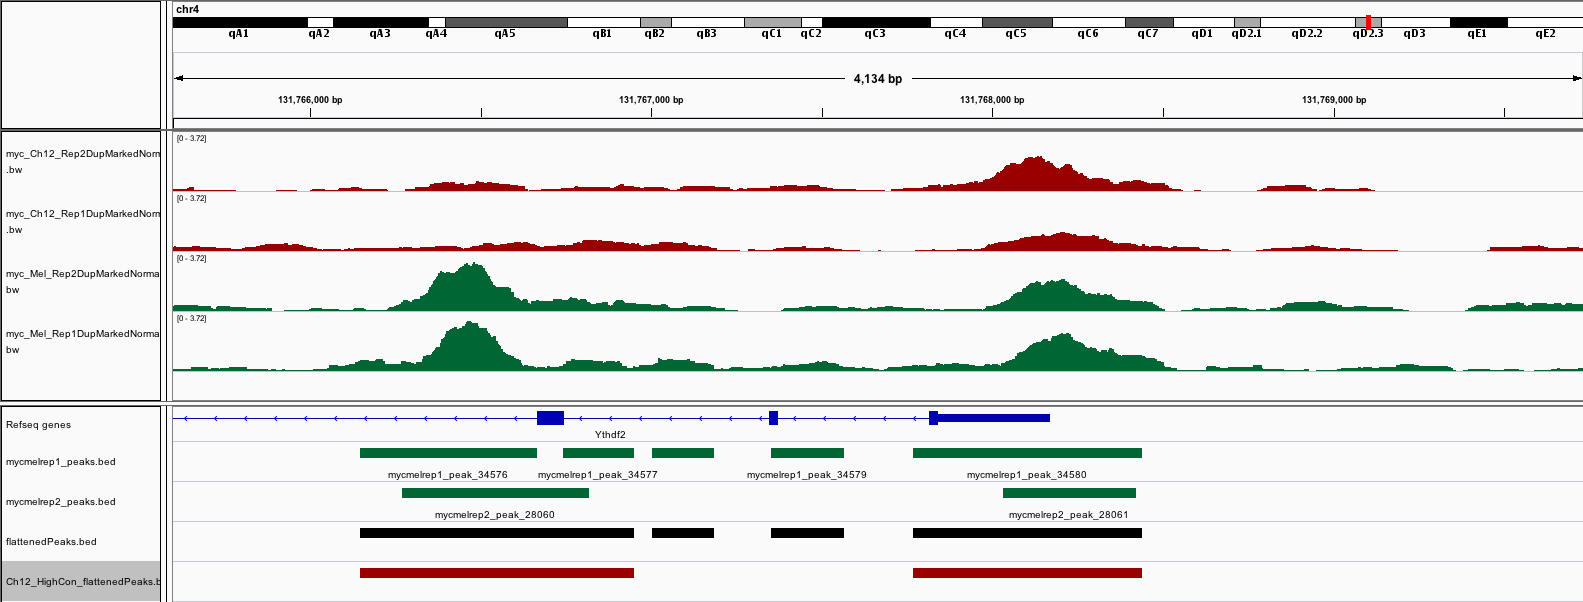 chr4
qA1 qA2 qA3 qA4 qA5 qB1 qB2 qB3 qC1 qC2 qC3 qC4 qC5 qC6 qC7 qD1 qD2.1 qD2.2 qD2.3 qD3 qE1 qE2
4,134 bp
131,766,000 bp 131,767,000 bp 131,768,000 bp 131,769,000 bp
[0 - 3.72]
myc_Ch12_Rep2DupMarkedNorm
.bw
[0 - 3.72]
myc_Ch12_Rep1DupMarkedNorm
.bw
[0 - 3.72]
myc_Mel_Rep2DupMarkedNorma
bw
[0 - 3.72]
myc_Mel_Rep1DupMarkedNorma
bw
Refseq genes
Ythdf2
mycmelrep1_peaks.bed
mycmelrep1_peak_34576 mycmelrep1_peak_34577 mycmelrep1_peak_34579 mycmelrep1_peak_34580
mycmelrep2_peaks.bed
mycmelrep2_peak_28060 mycmelrep2_peak_28061
flattenedPeaks.bed
Ch12_HighCon_flattenedPeaks.b